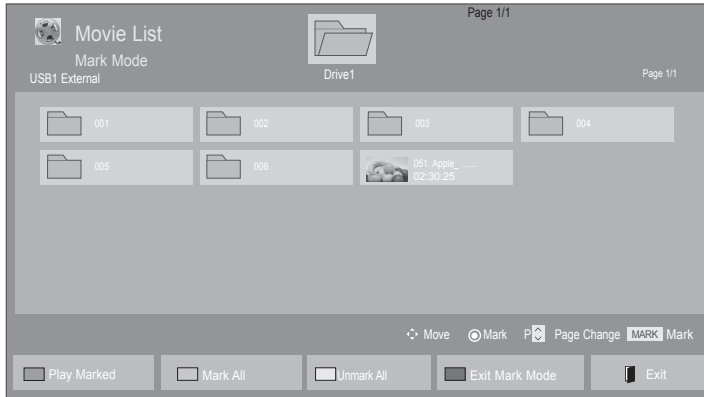 Page 1/1
Movie List
Mark Mode
USB1 External
Drive1
Page 1/1
001
002
003
004
005
006
051. Apple_ ......
02:30:25
Move
Mark
P
Page Change
MARK
Mark
Play Marked
Mark All
Unmark All
Exit Mark Mode
Exit